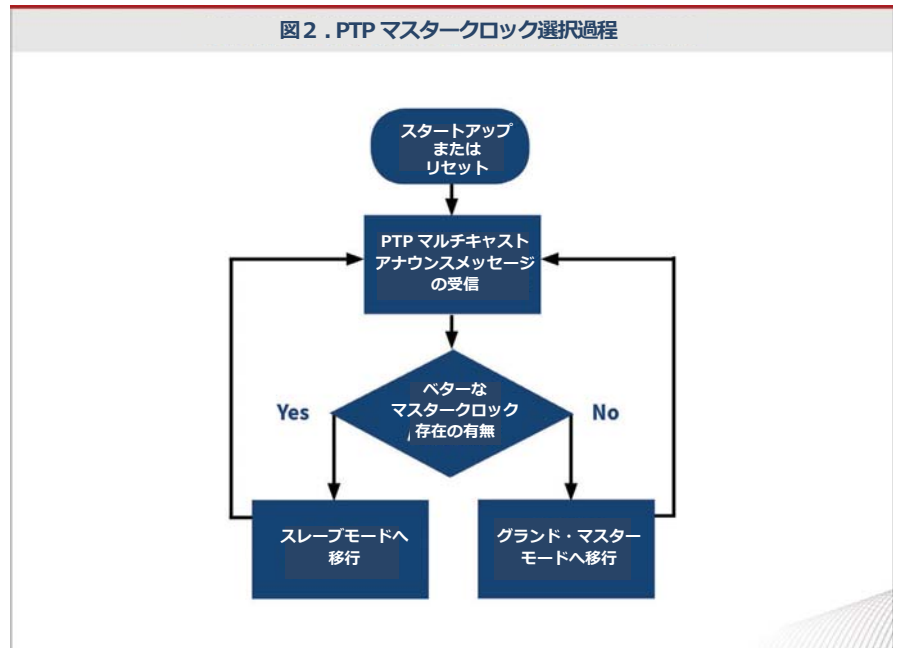 図2．PTP マスタークロック選択過程
スタートアップ
または
リセット
PTP マルチキャスト
アナウンスメッセージ
の受信
ベターな
マスタークロック
存在の有無
Yes
No
スレーブモードへ
移行
グランド・マスター
モードへ移行